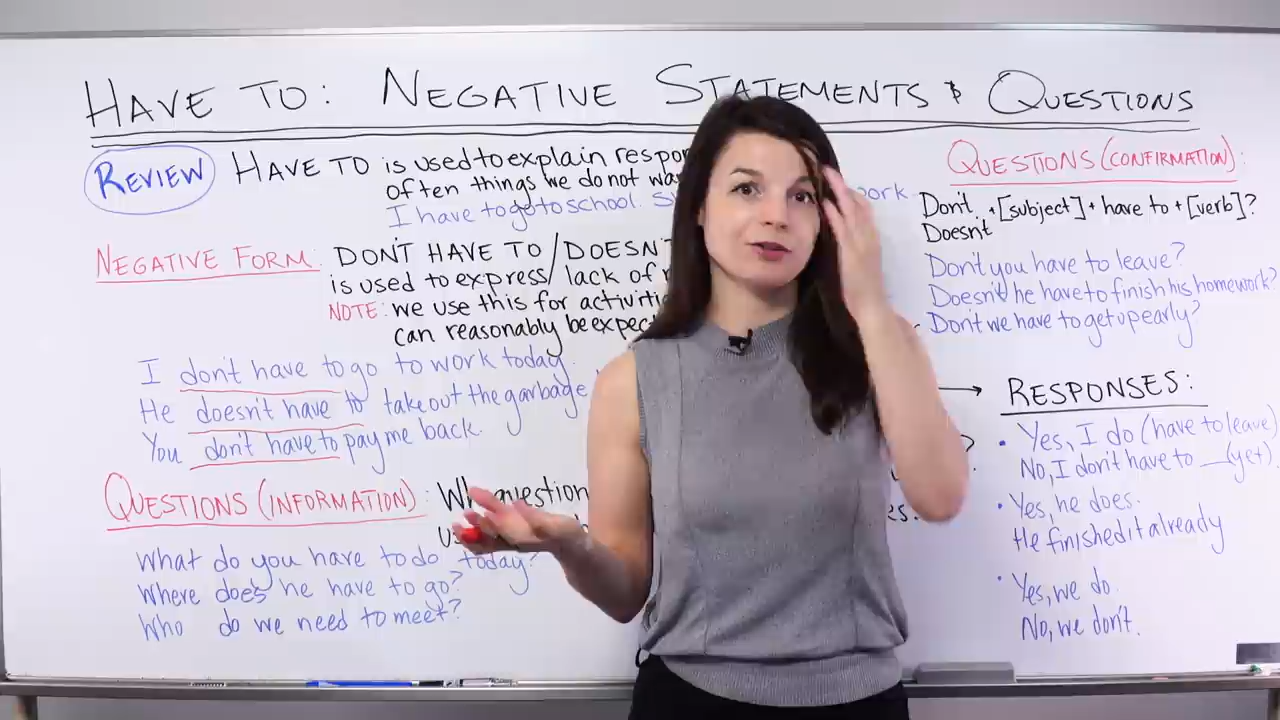 HAVE TO: NEGATIVE STATEMENTS & QUESTIONS
REVIEW
HAVE TO is used to explain
often things we do not
I have to go to school.
work
NEGATIVE FORM:
DON'T HAVE TO / DOESN'T
is used to express lack of
NOTE: we use this for
can reasonably be
I don't have to go to work today.
He doesn't have to take out the garbage
You don't have to pay me back.
QUESTIONS (INFORMATION):
What do you have to do today?
Where does he have to go?
Who do we need to meet?
QUESTIONS (CONFIRMATION):
Don't
Doesn't
+ [subject] + have to + [verb]?
Don't you have to leave?
Doesn't he have to finish his homework?
Don't we have to get up early?
RESPONSES:
• Yes, I do (have to leave)
No, I don't have to __ (yet)
• Yes, he does.
He finished it already
• Yes, we do.
No, we don't.